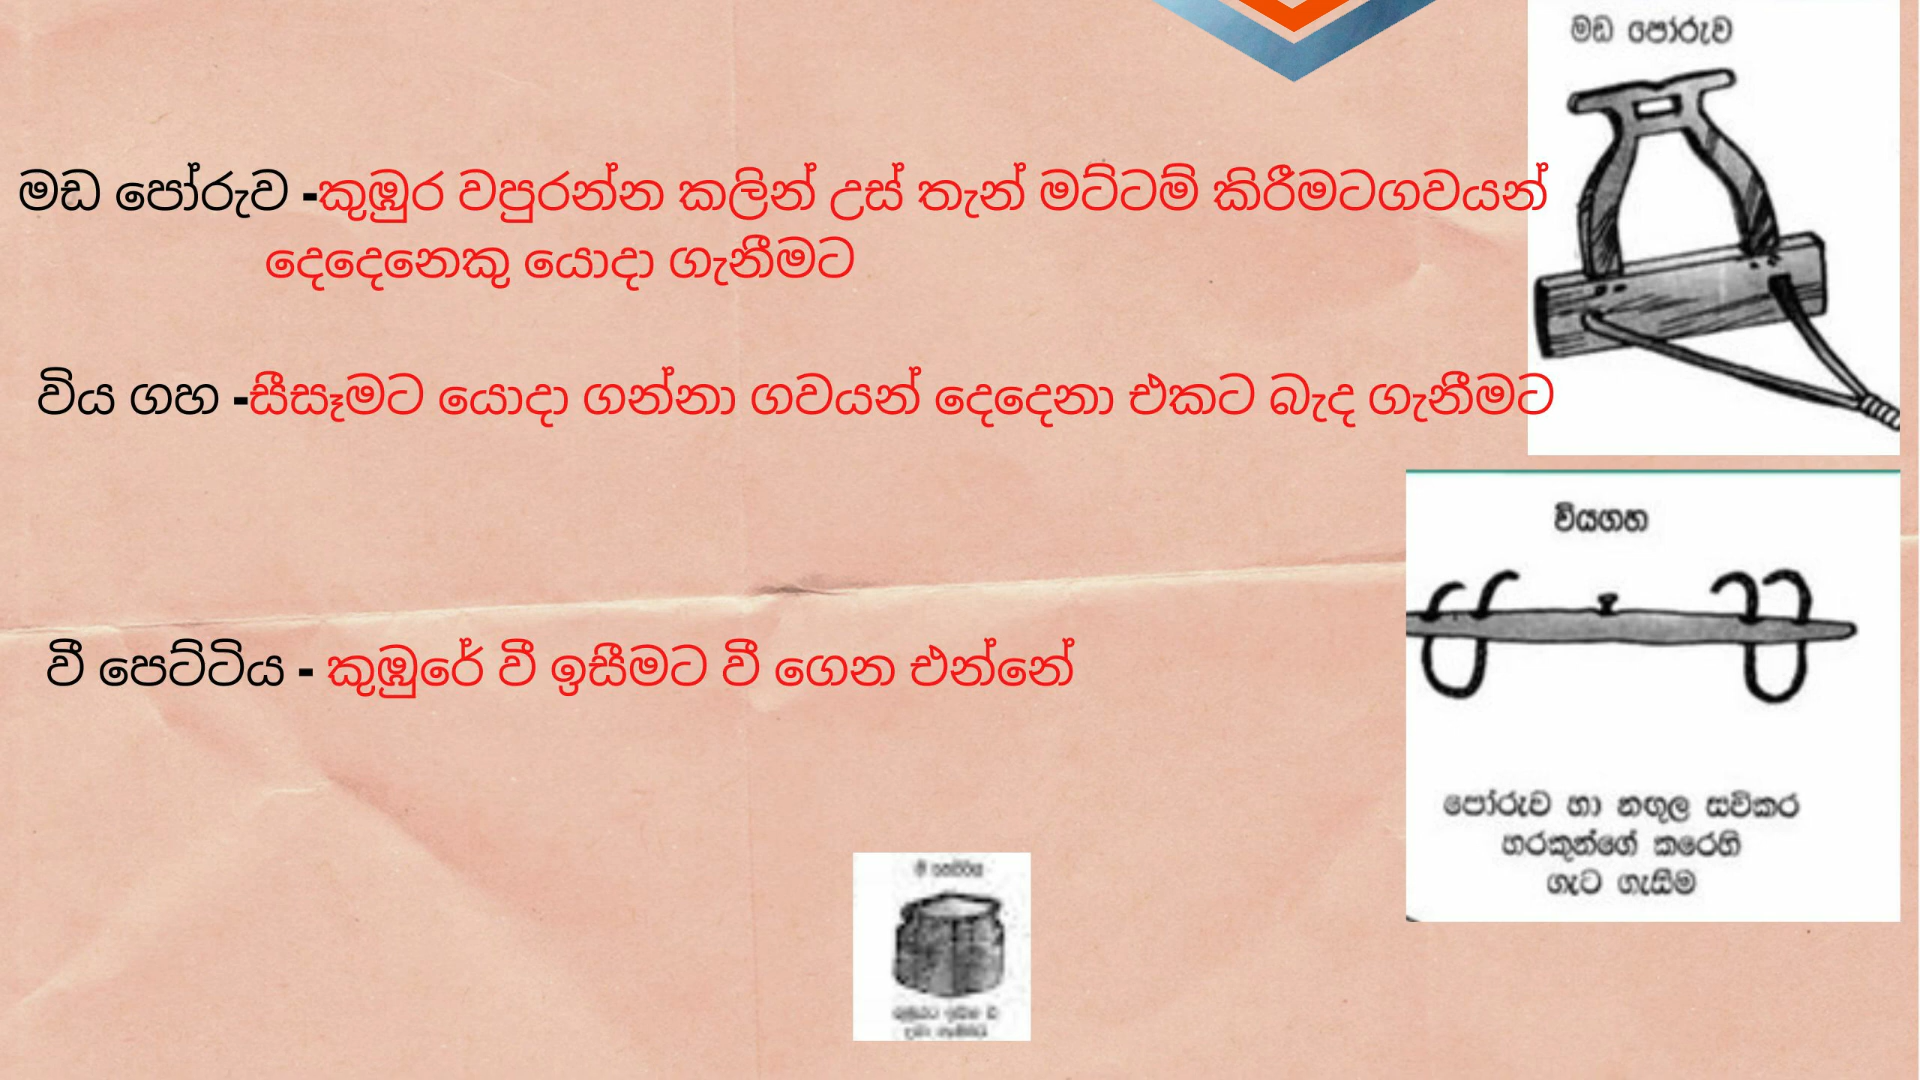 මඩ පෝරුව
මඩ පෝරුව -කුඹුර වපුරන්න කලින් උස් තැන් මට්ටම් කිරීමටගවයන්
දෙදෙනෙකු යොදා ගැනීමට
විය ගහ -සීසෑමට යොදා ගන්නා ගවයන් දෙදෙනා එකට බැද ගැනීමට
වියගහ
වී පෙට්ටිය - කුඹුරේ වී ඉසීමට වී ගෙන එන්නේ
පෝරුව හා නගුල සවිකර
හරකුන්ගේ කරෙහි
ගැට ගැසීම